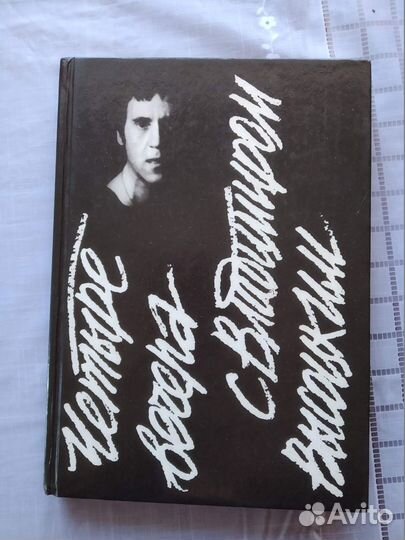 четыре
вечера
с Владимиром
Высоцким
Avito